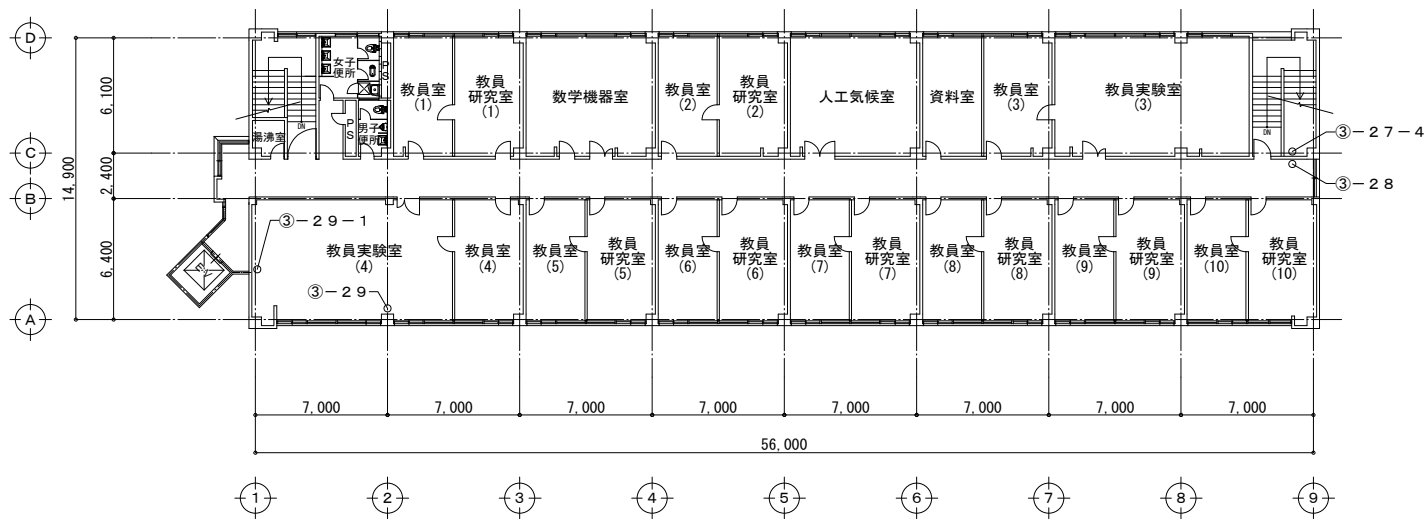 D
C
B
A
14,900
6,100
2,400
6,400
女子
便所
PS
PS
男子
便所
湯沸室
DN
教員室
(1)
教員
研究室
(1)
数学機器室
教員室
(2)
教員
研究室
(2)
人工気候室
資料室
教員室
(3)
教員実験室
(3)
DN
③-27-4
③-28
③-29-1
③-29
教員実験室
(4)
教員室
(4)
教員室
(5)
教員
研究室
(5)
教員室
(6)
教員
研究室
(6)
教員室
(7)
教員
研究室
(7)
教員室
(8)
教員
研究室
(8)
教員室
(9)
教員
研究室
(9)
教員室
(10)
教員
研究室
(10)
7,000 7,000 7,000 7,000 7,000 7,000 7,000 7,000
56,000
1 2 3 4 5 6 7 8 9